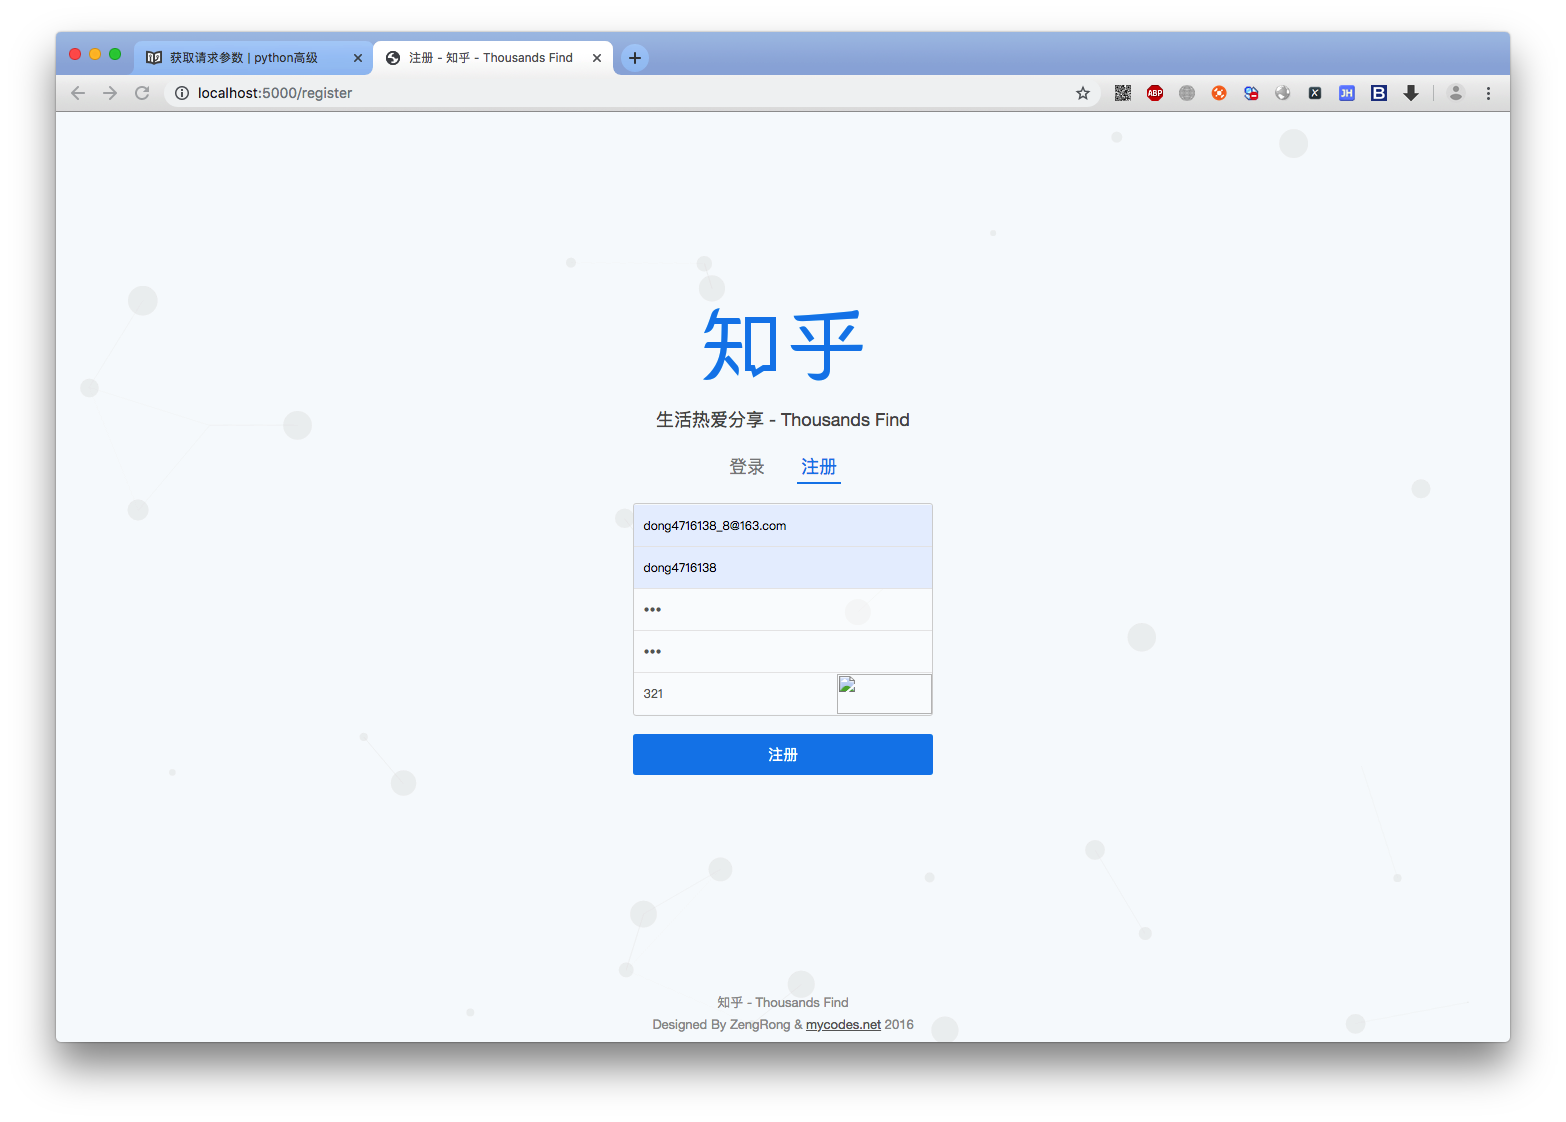 获取请求参数 | python高级
注册 - 知乎 - Thousands Find
localhost:5000/register
ABP
JH
B
知乎
生活热爱分享 - Thousands Find
登录 注册
dong4716138_8@163.com
dong4716138
•••
•••
321
注册
知乎 - Thousands Find
Designed By ZengRong & mycodes.net 2016